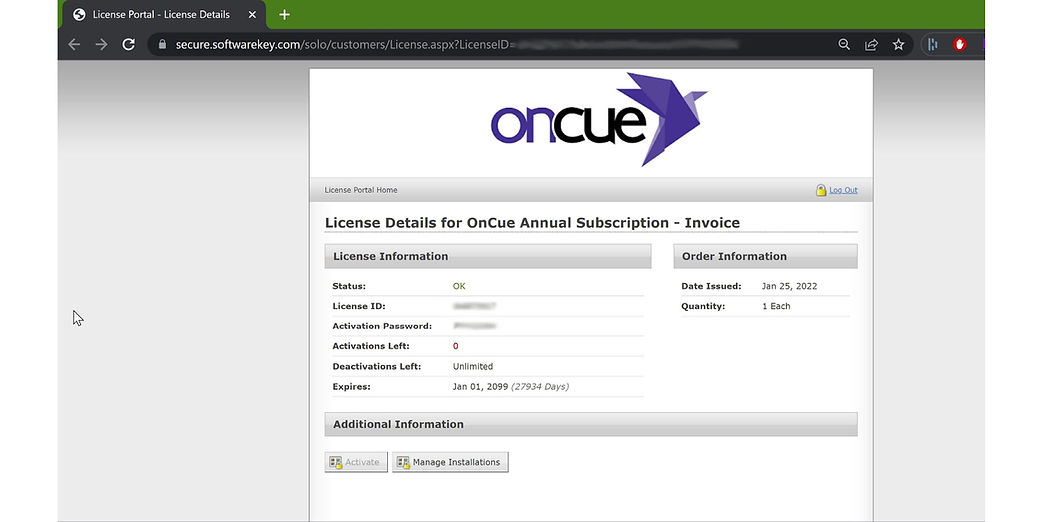 License Portal - License Details
secure.softwarekey.com/solo/customers/License.aspx?LicenseID=
oncue
License Portal Home
Log Out
License Details for OnCue Annual Subscription - Invoice
License Information
Status: OK
License ID:
Activation Password:
Activations Left: 0
Deactivations Left: Unlimited
Expires: Jan 01, 2099 (27934 Days)
Order Information
Date Issued: Jan 25, 2022
Quantity: 1 Each
Additional Information
Activate
Manage Installations